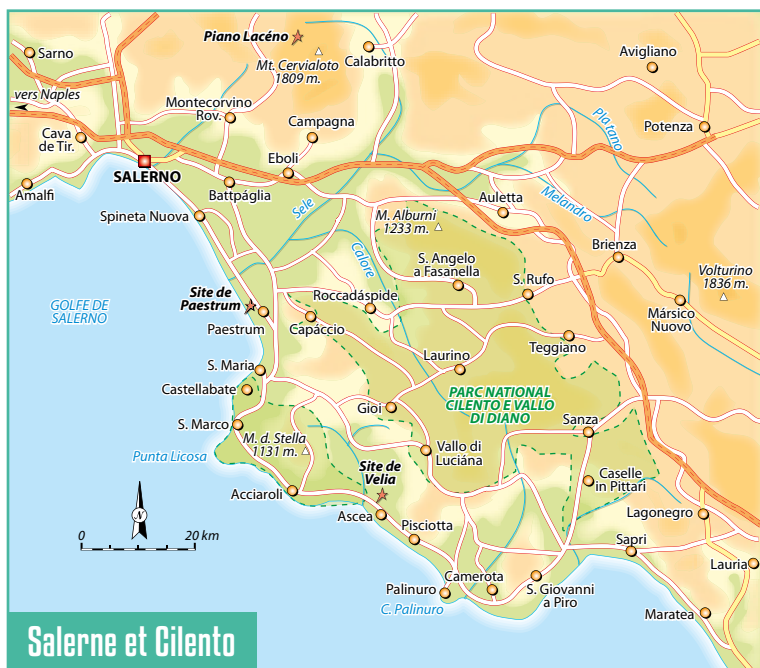 Piano Lacéno
Sarno
Mt. Cervialoto
1809 m.
Calabritto
Avigliano
vers Naples
Montecorvino
Rov.
Campagna
Platano
Potenza
Cava
de Tir.
SALERNO
Eboli
Amalfi
Battpáglia
Sele
Auletta
Melandro
Spineta Nuova
M. Alburni
1233 m.
Calore
Brienza
S. Angelo
a Fasanella
Volturino
1836 m.
GOLFE DE
SALERNO
Site de
Paestrum
Roccadáspide
S. Rufo
Mársico
Nuovo
Paestrum
Capáccio
Teggiano
S. Maria
Laurino
Castellabate
PARC NATIONAL
CILENTO E VALLO
DI DIANO
Gioi
Sanza
S. Marco
M. d. Stella
1131 m.
Vallo di
Luciána
Punta Licosa
Site de
Velia
Caselle
in Pittari
Acciaroli
Ascea
Lagonegro
N
Pisciotta
0 20 km
Sapri
Lauria
Palinuro
Camerota
S. Giovanni
a Piro
C. Palinuro
Maratea
Salerne et Cilento